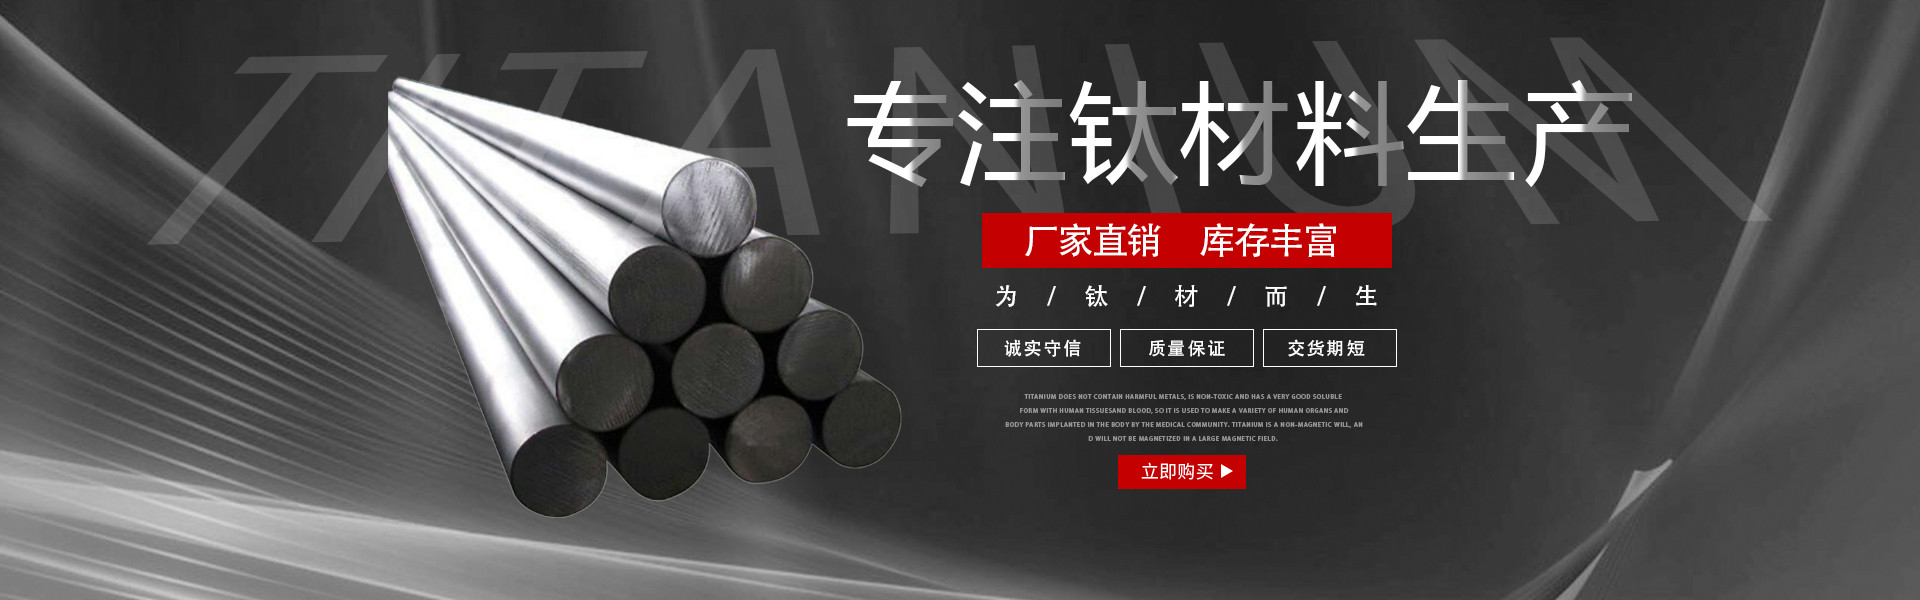 TITANIUM
专注钛材料生产
厂家直销 库存丰富
为 / 钛 / 材 / 而 / 生
诚实守信 质量保证 交货期短
TITANIUM DOES NOT CONTAIN HARMFUL METALS, IS NON-TOXIC AND HAS A VERY GOOD SOLUBLE
FORM WITH HUMAN TISSUESAND BLOOD, SO IT IS USED TO MAKE A VARIETY OF HUMAN ORGANS AND
BODY PARTS IMPLANTED IN THE BODY BY THE MEDICAL COMMUNITY. TITANIUM IS A NON-MAGNETIC WILL, AN
D WILL NOT BE MAGNETIZED IN A LARGE MAGNETIC FIELD.
立即购买 ▶